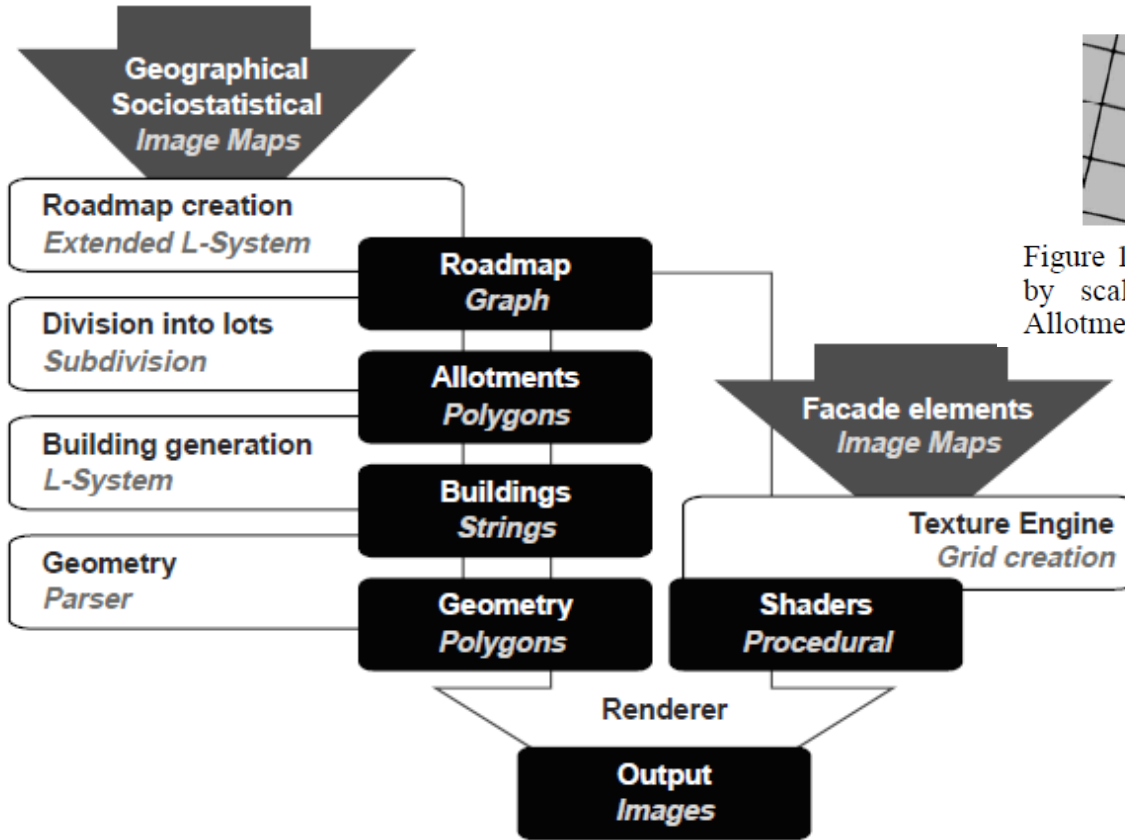 Geographical
Sociostatistical
Image Maps
Roadmap creation
Extended L-System
Roadmap
Graph
Division into lots
Subdivision
Allotments
Polygons
Building generation
L-System
Buildings
Strings
Geometry
Parser
Geometry
Polygons
Figure 1
by scal
Allotme
Facade elements
Image Maps
Texture Engine
Grid creation
Shaders
Procedural
Renderer
Output
Images